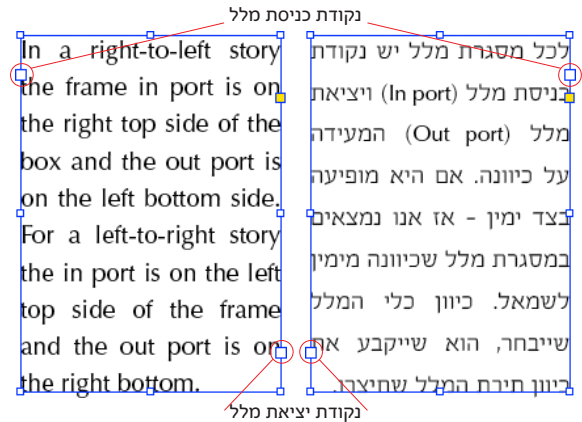 נקודת כניסת מלל
In a right-to-left story
the frame in port is on
the right top side of the
box and the out port is
on the left bottom side.
For a left-to-right story
the in port is on the left
top side of the frame
and the out port is on
the right bottom.
לכל מסגרת מלל יש נקודת
כניסת מלל (In port) ויציאת
מלל (Out port) המעידה
על כיוונה. אם היא מופיעה
בצד ימין - אז אנו נמצאים
במסגרת מלל שכיוונה מימין
לשמאל. כיוון כלי המלל
שייבחר, הוא שייקבע את
כיוון תיבת המלל שתיצרו.
נקודת יציאת מלל